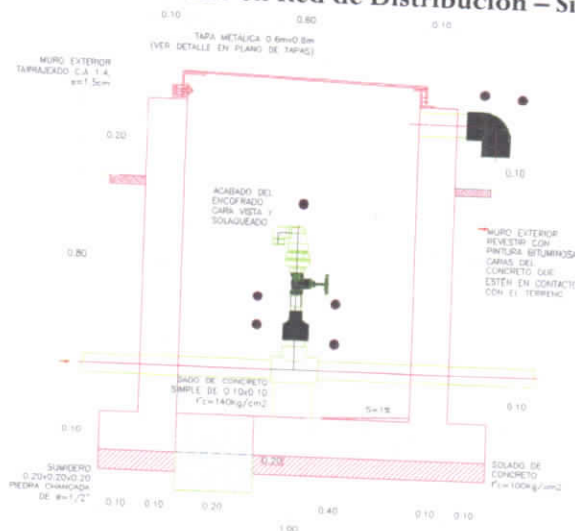 en Red de Distribución – Si
0.10 0.60 0.10
TAPA METÁLICA 0.6m×0.6m
(VER DETALLE EN PLANO DE TAPAS)
MURO EXTERIOR
TARRAJEADO C:A 1:4,
e=1.5cm
0.20
0.10
ACABADO DEL
ENCOFRADO
CARA VISTA Y
SOLAQUEADO
MURO EXTERIOR
REVESTIR CON
PINTURA BITUMINOSA
CARAS DEL
CONCRETO QUE
ESTÉN EN CONTACTO
CON EL TERRENO
0.80
DADO DE CONCRETO
SIMPLE DE 0.10x0.10
f'c=140kg/cm2
S=1%
0.10
0.10
0.20
SUMIDERO
0.20x0.20x0.20
PIEDRA CHANCADA
DE ø=1/2"
SOLADO DE
CONCRETO
f'c=100kg/cm2
0.10 0.10 0.20 0.40 0.10 0.10
1.00